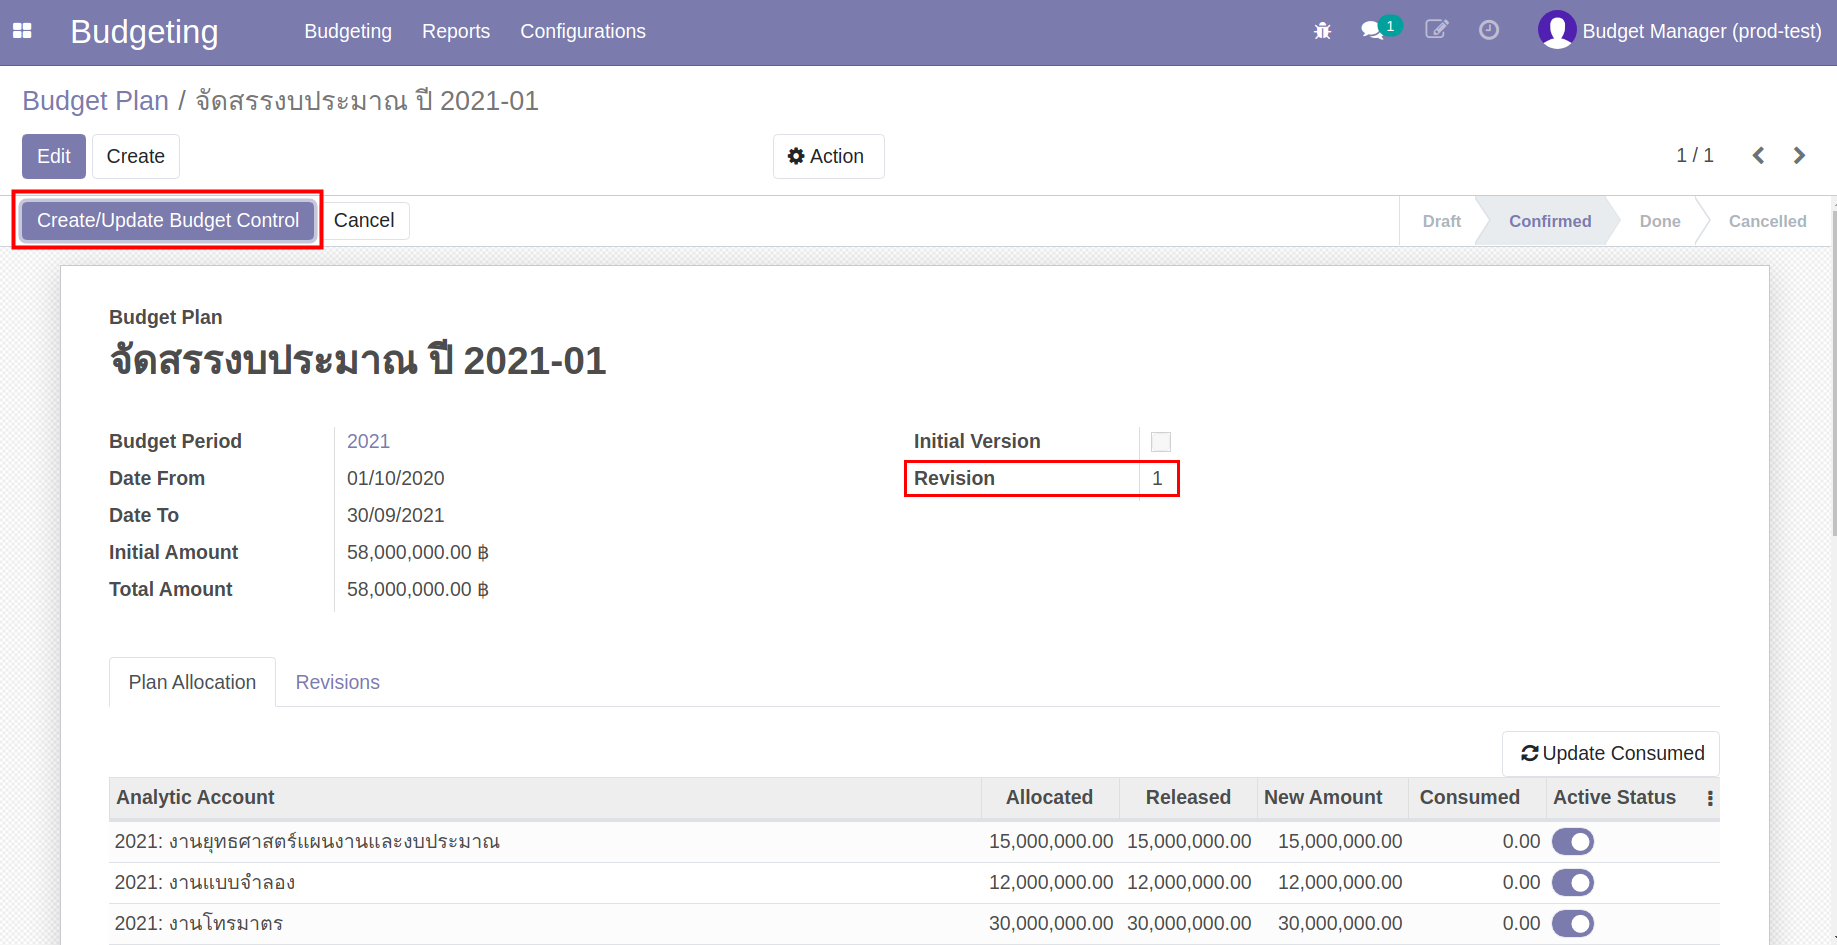 Budgeting Budgeting Reports Configurations 1 Budget Manager (prod-test)
Budget Plan / จัดสรรงบประมาณ ปี 2021-01
Edit Create Action 1 / 1
Create/Update Budget Control Cancel Draft Confirmed Done Cancelled
Budget Plan
จัดสรรงบประมาณ ปี 2021-01
Budget Period 2021 Initial Version
Date From 01/10/2020 Revision 1
Date To 30/09/2021
Initial Amount 58,000,000.00 ฿
Total Amount 58,000,000.00 ฿
Plan Allocation Revisions
Update Consumed
Analytic Account Allocated Released New Amount Consumed Active Status
2021: งานยุทธศาสตร์แผนงานและงบประมาณ 15,000,000.00 15,000,000.00 15,000,000.00 0.00
2021: งานแบบจำลอง 12,000,000.00 12,000,000.00 12,000,000.00 0.00
2021: งานโทรมาตร 30,000,000.00 30,000,000.00 30,000,000.00 0.00